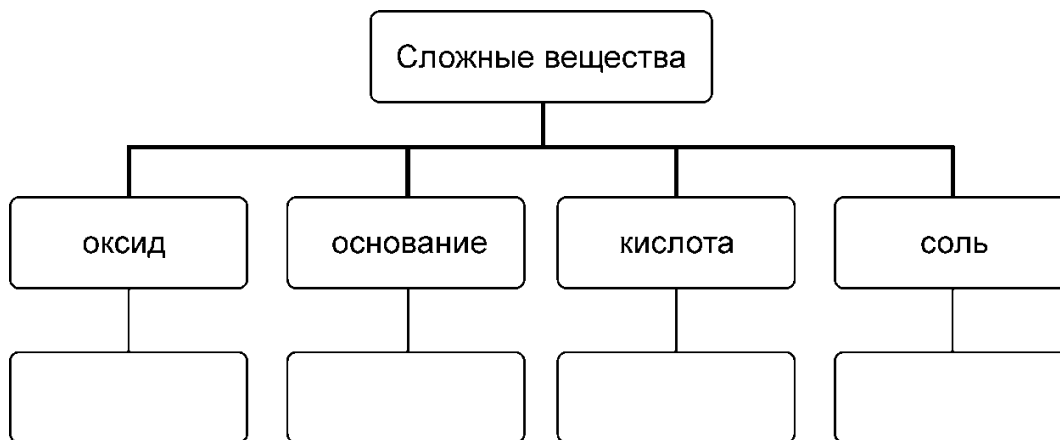 Сложные вещества
оксид
основание
кислота
соль